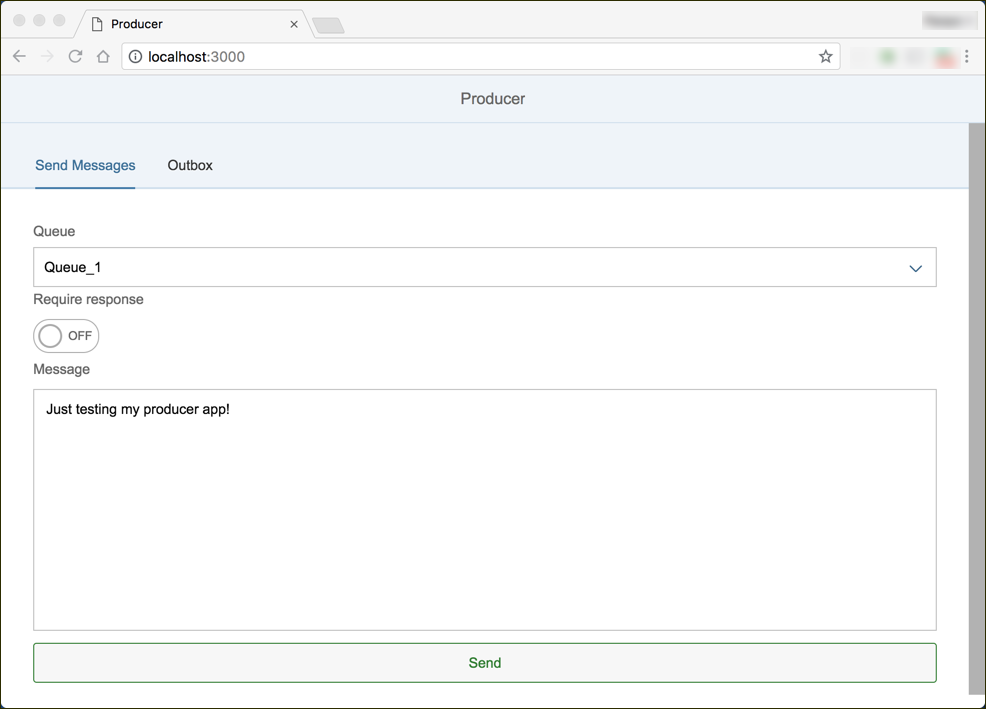 Producer
localhost:3000
Producer
Send Messages
Outbox
Queue
Queue_1
Require response
OFF
Message
Just testing my producer app!
Send